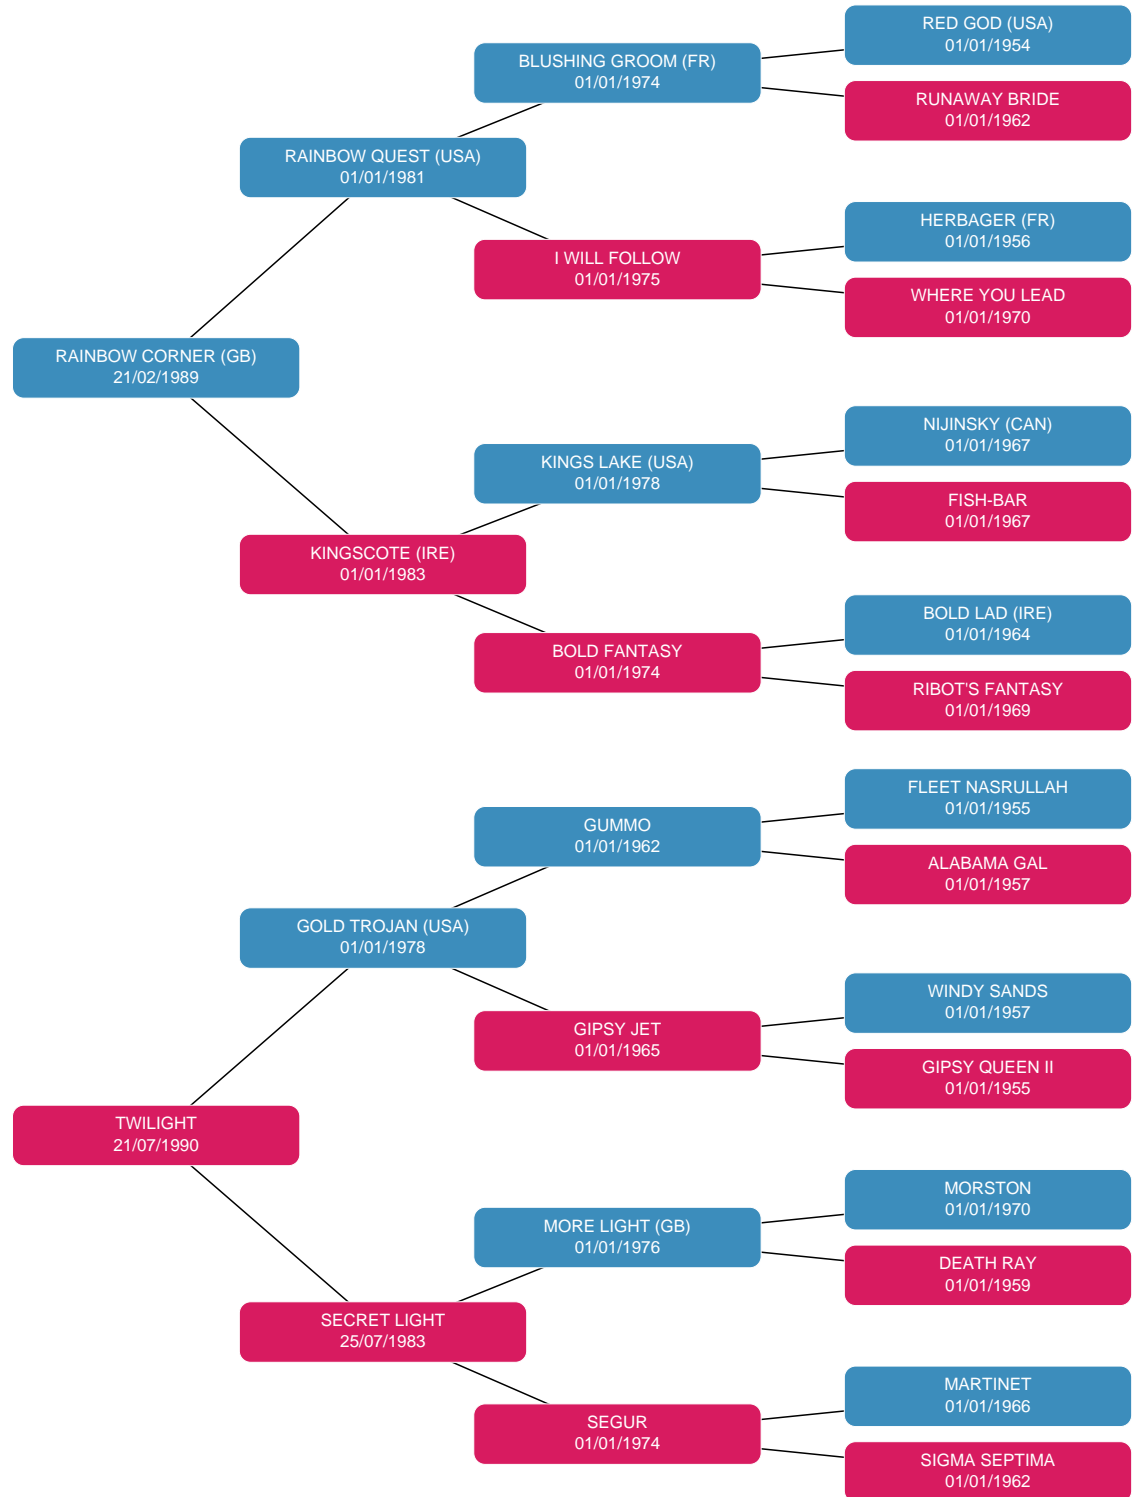 RED GOD (USA)
01/01/1954
BLUSHING GROOM (FR)
01/01/1974
RUNAWAY BRIDE
01/01/1962
RAINBOW QUEST (USA)
01/01/1981
HERBAGER (FR)
01/01/1956
I WILL FOLLOW
01/01/1975
WHERE YOU LEAD
01/01/1970
RAINBOW CORNER (GB)
21/02/1989
NIJINSKY (CAN)
01/01/1967
KINGS LAKE (USA)
01/01/1978
FISH-BAR
01/01/1967
KINGSCOTE (IRE)
01/01/1983
BOLD LAD (IRE)
01/01/1964
BOLD FANTASY
01/01/1974
RIBOT'S FANTASY
01/01/1969
FLEET NASRULLAH
01/01/1955
GUMMO
01/01/1962
ALABAMA GAL
01/01/1957
GOLD TROJAN (USA)
01/01/1978
WINDY SANDS
01/01/1957
GIPSY JET
01/01/1965
GIPSY QUEEN II
01/01/1955
TWILIGHT
21/07/1990
MORSTON
01/01/1970
MORE LIGHT (GB)
01/01/1976
DEATH RAY
01/01/1959
SECRET LIGHT
25/07/1983
MARTINET
01/01/1966
SEGUR
01/01/1974
SIGMA SEPTIMA
01/01/1962